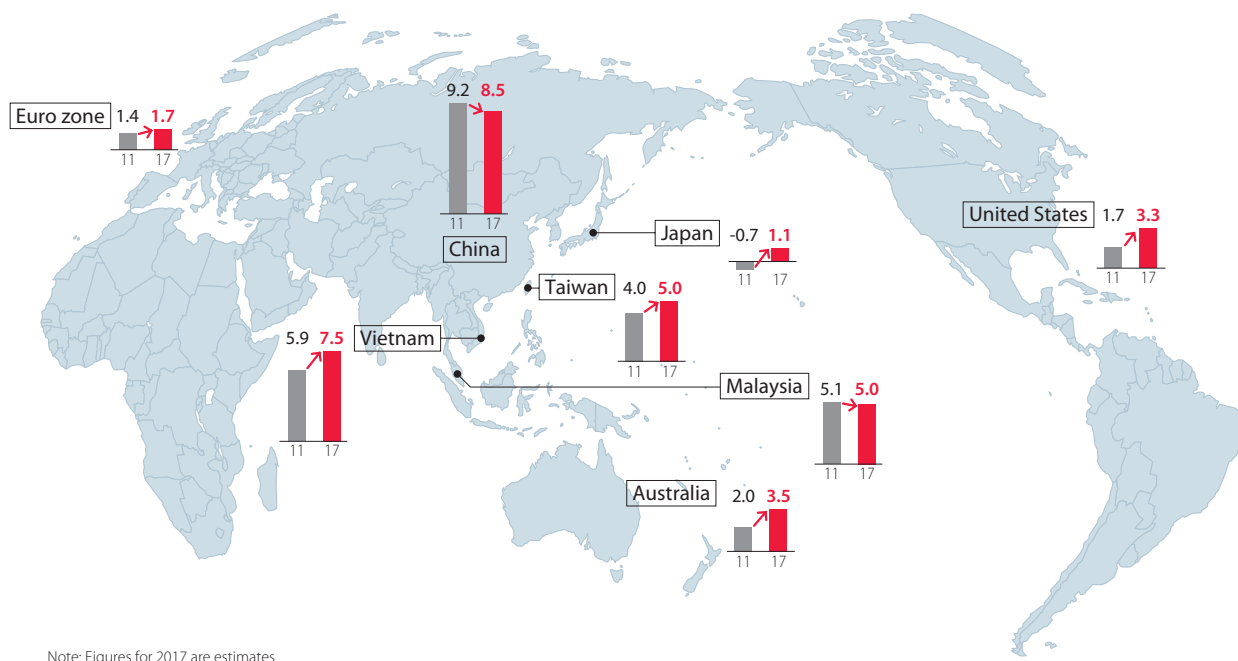 Euro zone
1.4 1.7
11 17
9.2 8.5
11 17
China
Japan
-0.7 1.1
11 17
United States
1.7 3.3
11 17
Taiwan
4.0 5.0
11 17
Vietnam
5.9 7.5
11 17
Malaysia
5.1 5.0
11 17
Australia
2.0 3.5
11 17
Note: Figures for 2017 are estimates